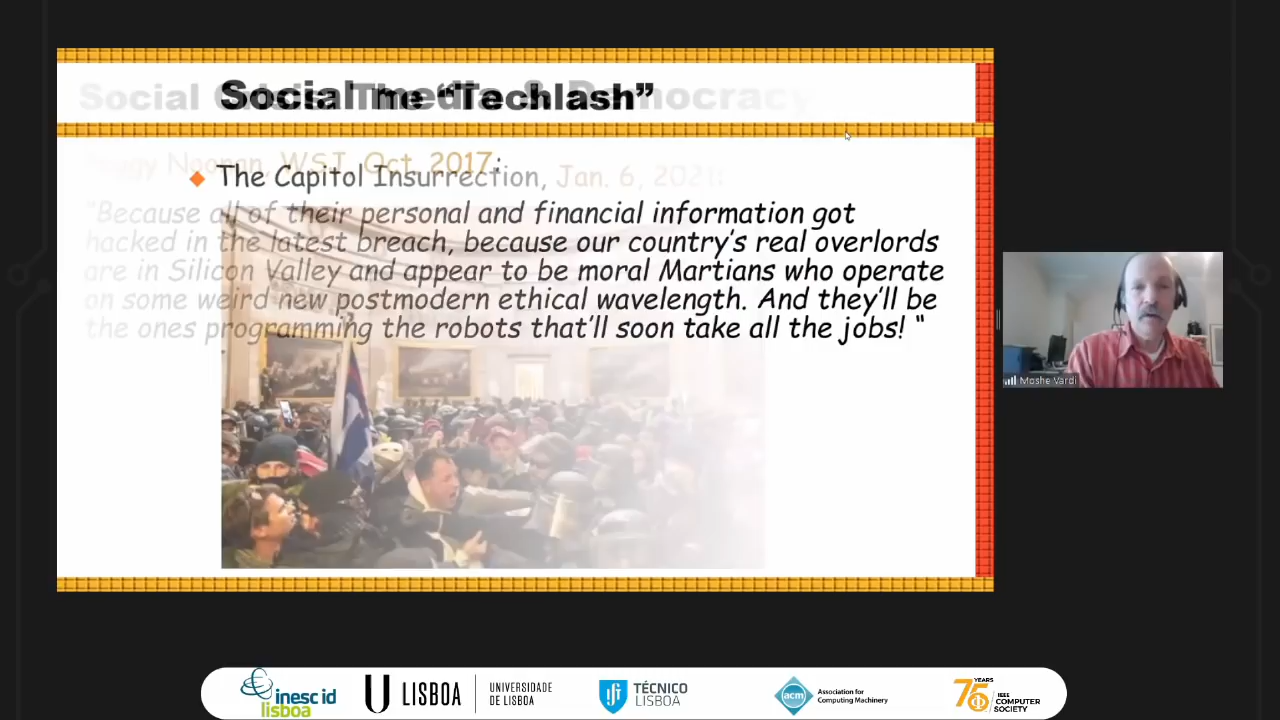 Social media & Democracy
Social the "Techlash"
Peggy Noonan, WSJ, Oct. 2017:
◆ The Capitol Insurrection, Jan. 6, 2021:
"Because all of their personal and financial information got
hacked in the latest breach, because our country's real overlords
are in Silicon Valley and appear to be moral Martians who operate
on some weird new postmodern ethical wavelength. And they'll be
the ones programming the robots that'll soon take all the jobs! "
Moshe Vardi
inesc id
lisboa
LISBOA
UNIVERSIDADE
DE LISBOA
TÉCNICO
LISBOA
acm
Association for
Computing Machinery
75
YEARS
IEEE
COMPUTER
SOCIETY